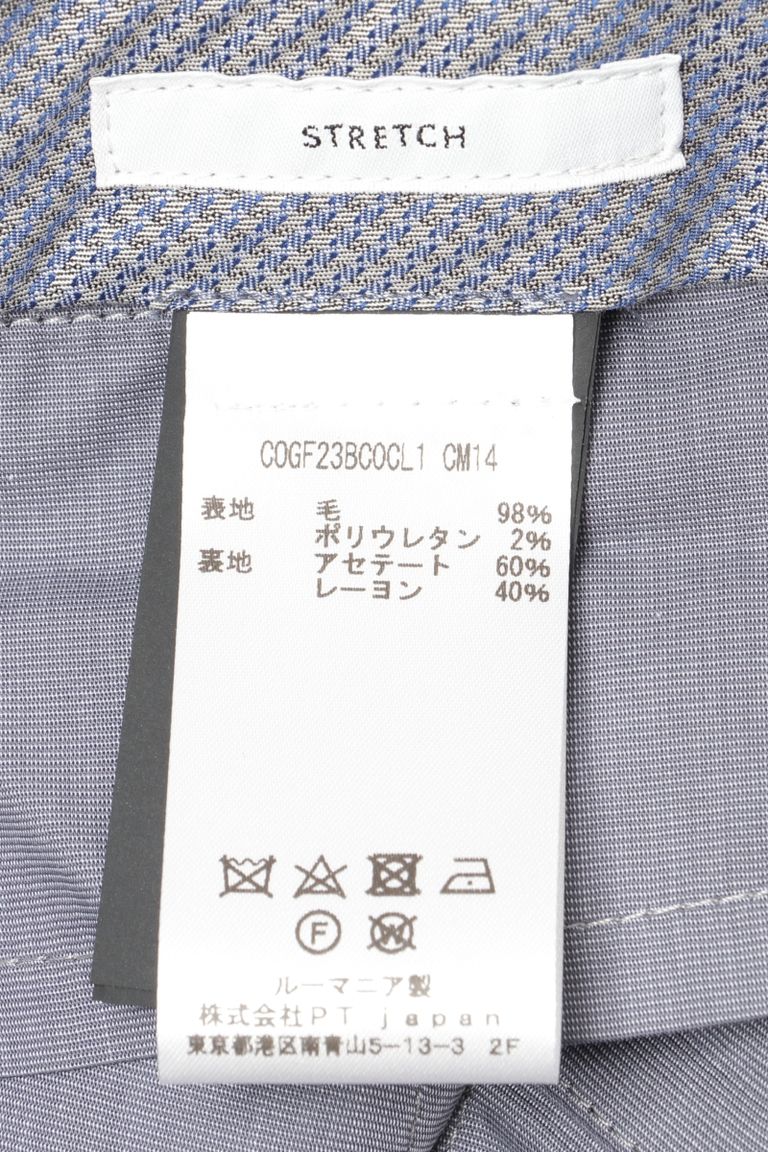 STRETCH
COGF23BCOCL1 CM14
表地 毛 98%
ポリウレタン 2%
裏地 アセテート 60%
レーヨン 40%
F W
ルーマニア製
株式会社PT japan
東京都港区南青山5-13-3 2F